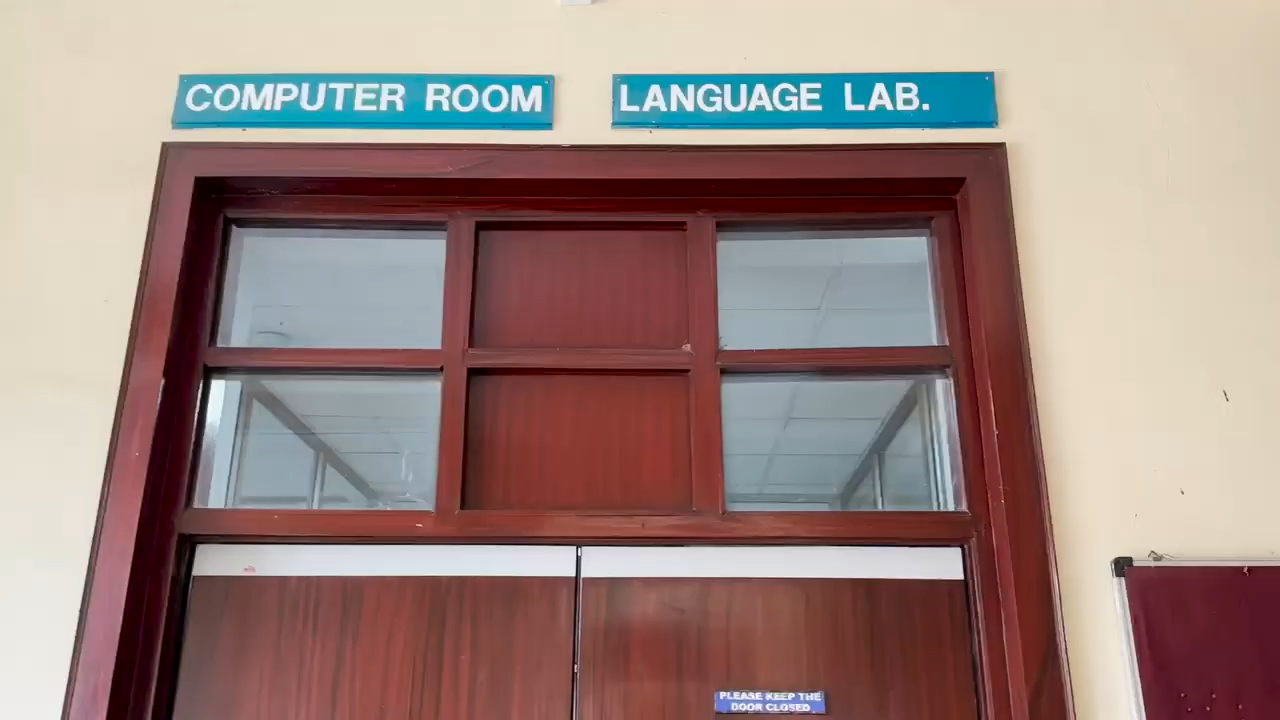 COMPUTER ROOM
LANGUAGE LAB.
PLEASE KEEP THE
DOOR CLOSED